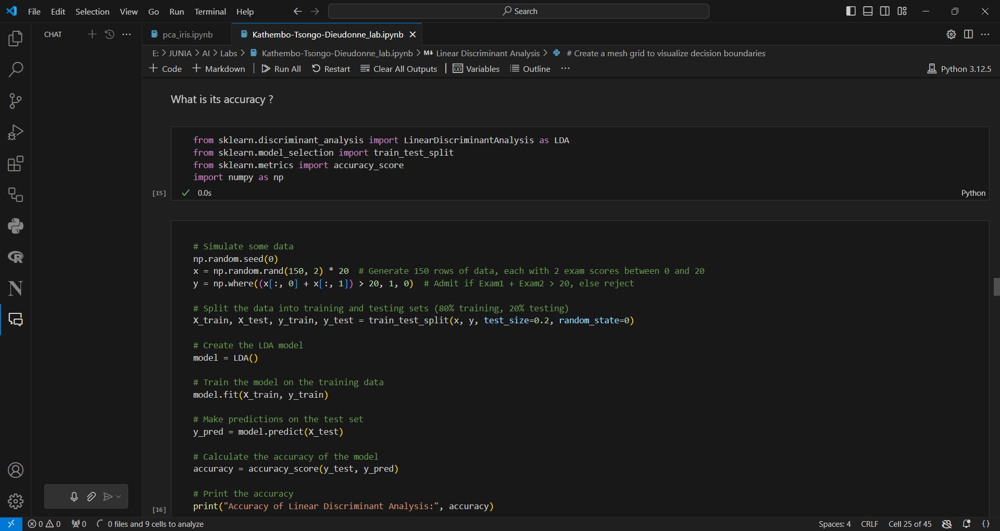 File Edit Selection View Go Run Terminal Help
Search
CHAT
pca_iris.ipynb
Kathembo-Tsongo-Dieudonne_lab.ipynb
E: > JUNIA > AI > Labs > Kathembo-Tsongo-Dieudonne_lab.ipynb > M↓ Linear Discriminant Analysis > # Create a mesh grid to visualize decision boundaries
+ Code + Markdown | Run All Restart Clear All Outputs | Variables Outline ...
Python 3.12.5
What is its accuracy ?
from sklearn.discriminant_analysis import LinearDiscriminantAnalysis as LDA
from sklearn.model_selection import train_test_split
from sklearn.metrics import accuracy_score
import numpy as np
[15] ✓ 0.0s Python
# Simulate some data
np.random.seed(0)
x = np.random.rand(150, 2) * 20  # Generate 150 rows of data, each with 2 exam scores between 0 and 20
y = np.where((x[:, 0] + x[:, 1]) > 20, 1, 0)  # Admit if Exam1 + Exam2 > 20, else reject
# Split the data into training and testing sets (80% training, 20% testing)
X_train, X_test, y_train, y_test = train_test_split(x, y, test_size=0.2, random_state=0)
# Create the LDA model
model = LDA()
# Train the model on the training data
model.fit(X_train, y_train)
# Make predictions on the test set
y_pred = model.predict(X_test)
# Calculate the accuracy of the model
accuracy = accuracy_score(y_test, y_pred)
# Print the accuracy
print("Accuracy of Linear Discriminant Analysis:", accuracy)
[16]
0 0 0 0 files and 9 cells to analyze
Spaces: 4 CRLF Cell 25 of 45 {}